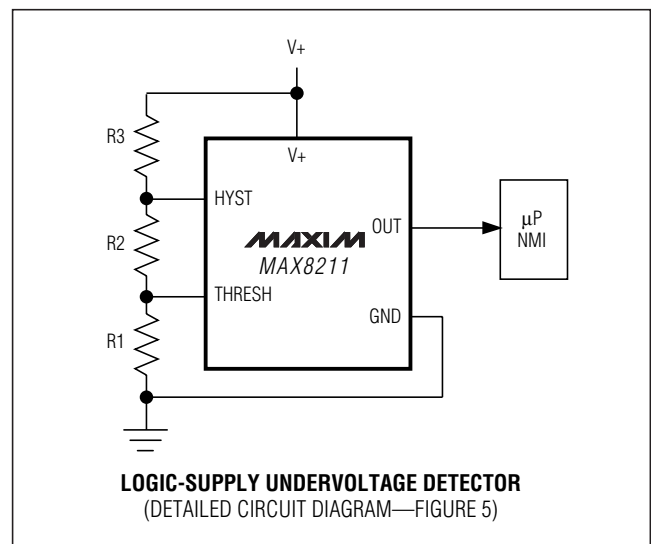 V+
R3
V+
HYST
R2
MAXIM
MAX8211
OUT
µP
NMI
THRESH
GND
R1
LOGIC-SUPPLY UNDERVOLTAGE DETECTOR
(DETAILED CIRCUIT DIAGRAM—FIGURE 5)